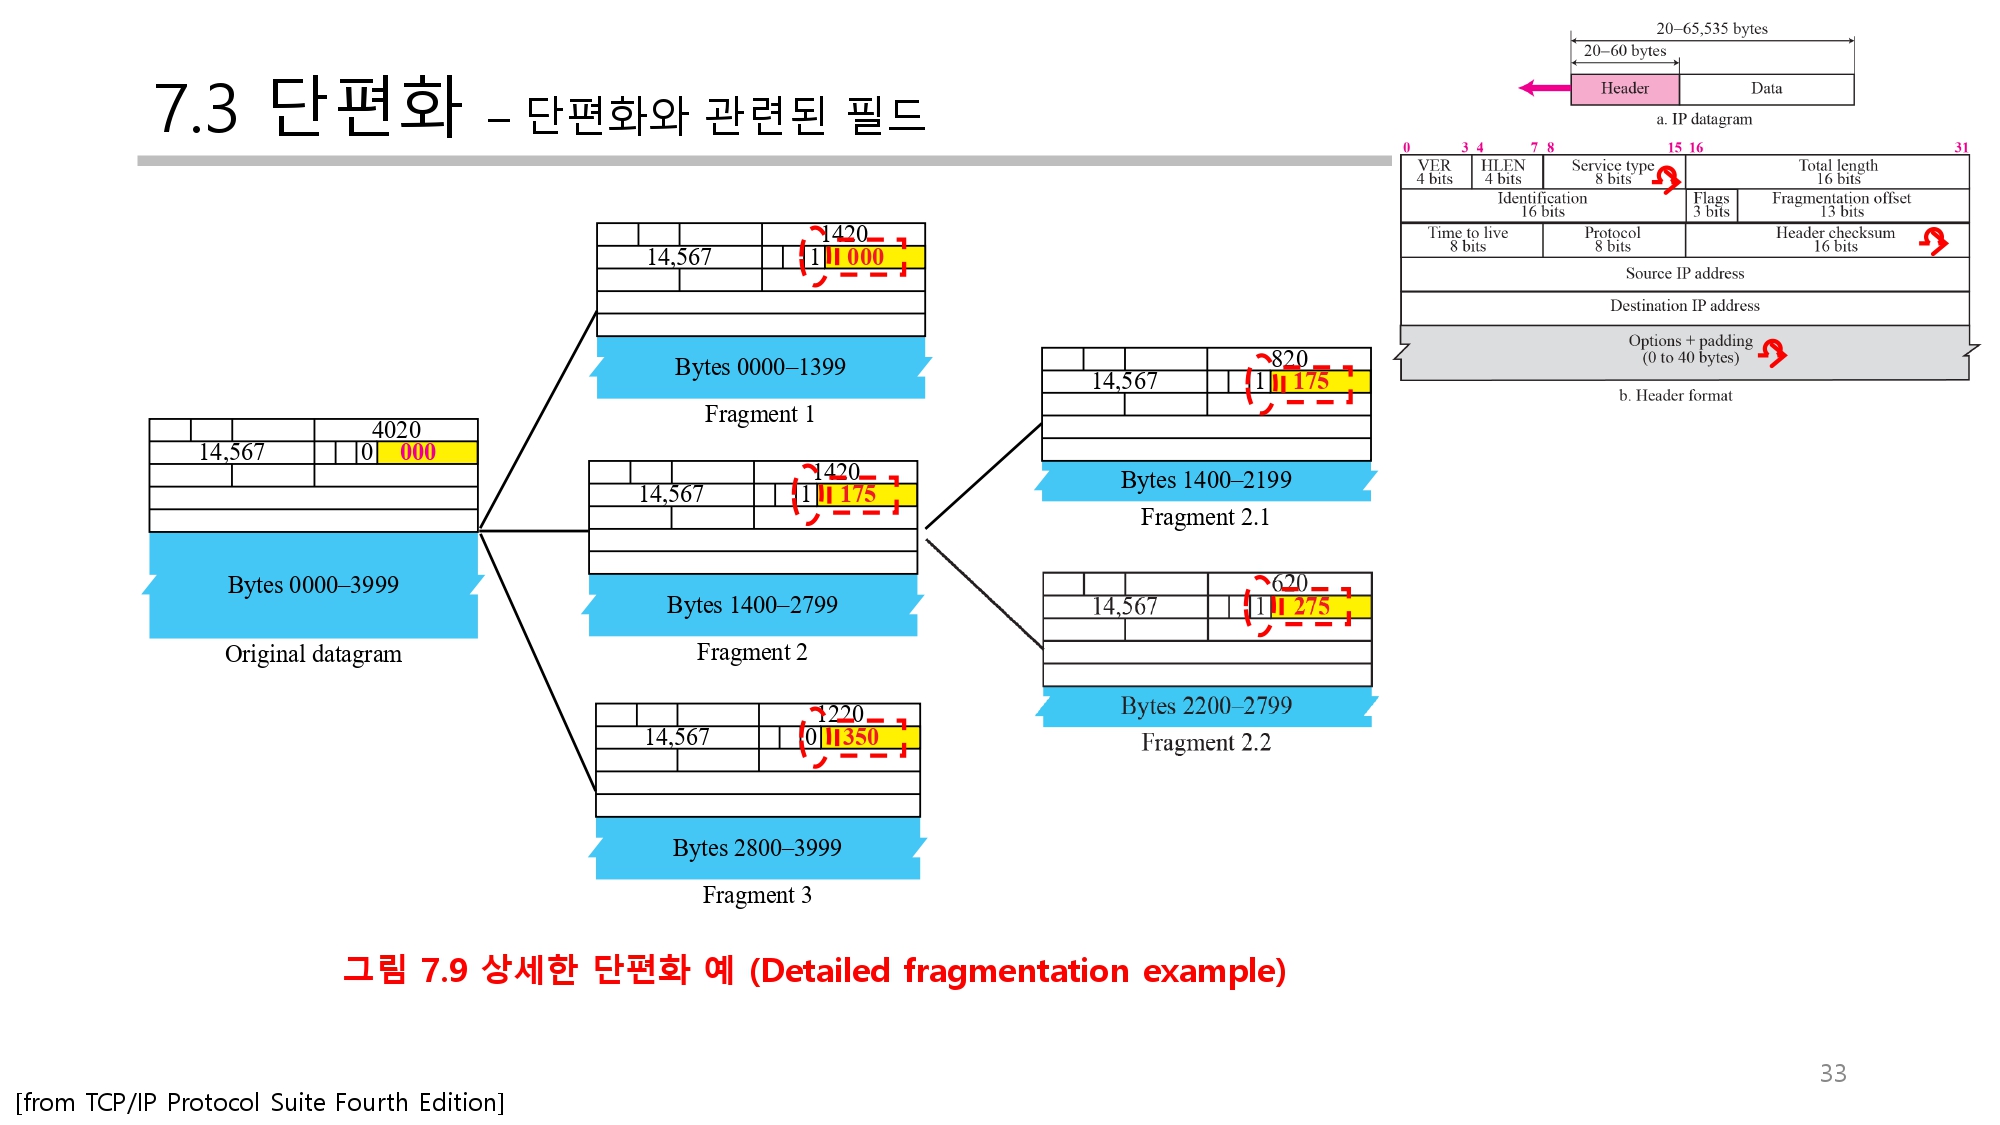 7.3 단편화 – 단편화와 관련된 필드
20–65,535 bytes
20–60 bytes
Header
Data
a. IP datagram
0 3 4 7 8 15 16 31
VER
4 bits
HLEN
4 bits
Service type
8 bits
Total length
16 bits
Identification
16 bits
Flags
3 bits
Fragmentation offset
13 bits
Time to live
8 bits
Protocol
8 bits
Header checksum
16 bits
Source IP address
Destination IP address
Options + padding
(0 to 40 bytes)
b. Header format
4020
14,567 0 000
Bytes 0000–3999
Original datagram
1420
14,567 1 000
Bytes 0000–1399
Fragment 1
1420
14,567 1 175
Bytes 1400–2799
Fragment 2
1220
14,567 0 350
Bytes 2800–3999
Fragment 3
820
14,567 1 175
Bytes 1400–2199
Fragment 2.1
620
14,567 1 275
Bytes 2200–2799
Fragment 2.2
그림 7.9 상세한 단편화 예 (Detailed fragmentation example)
33
[from TCP/IP Protocol Suite Fourth Edition]